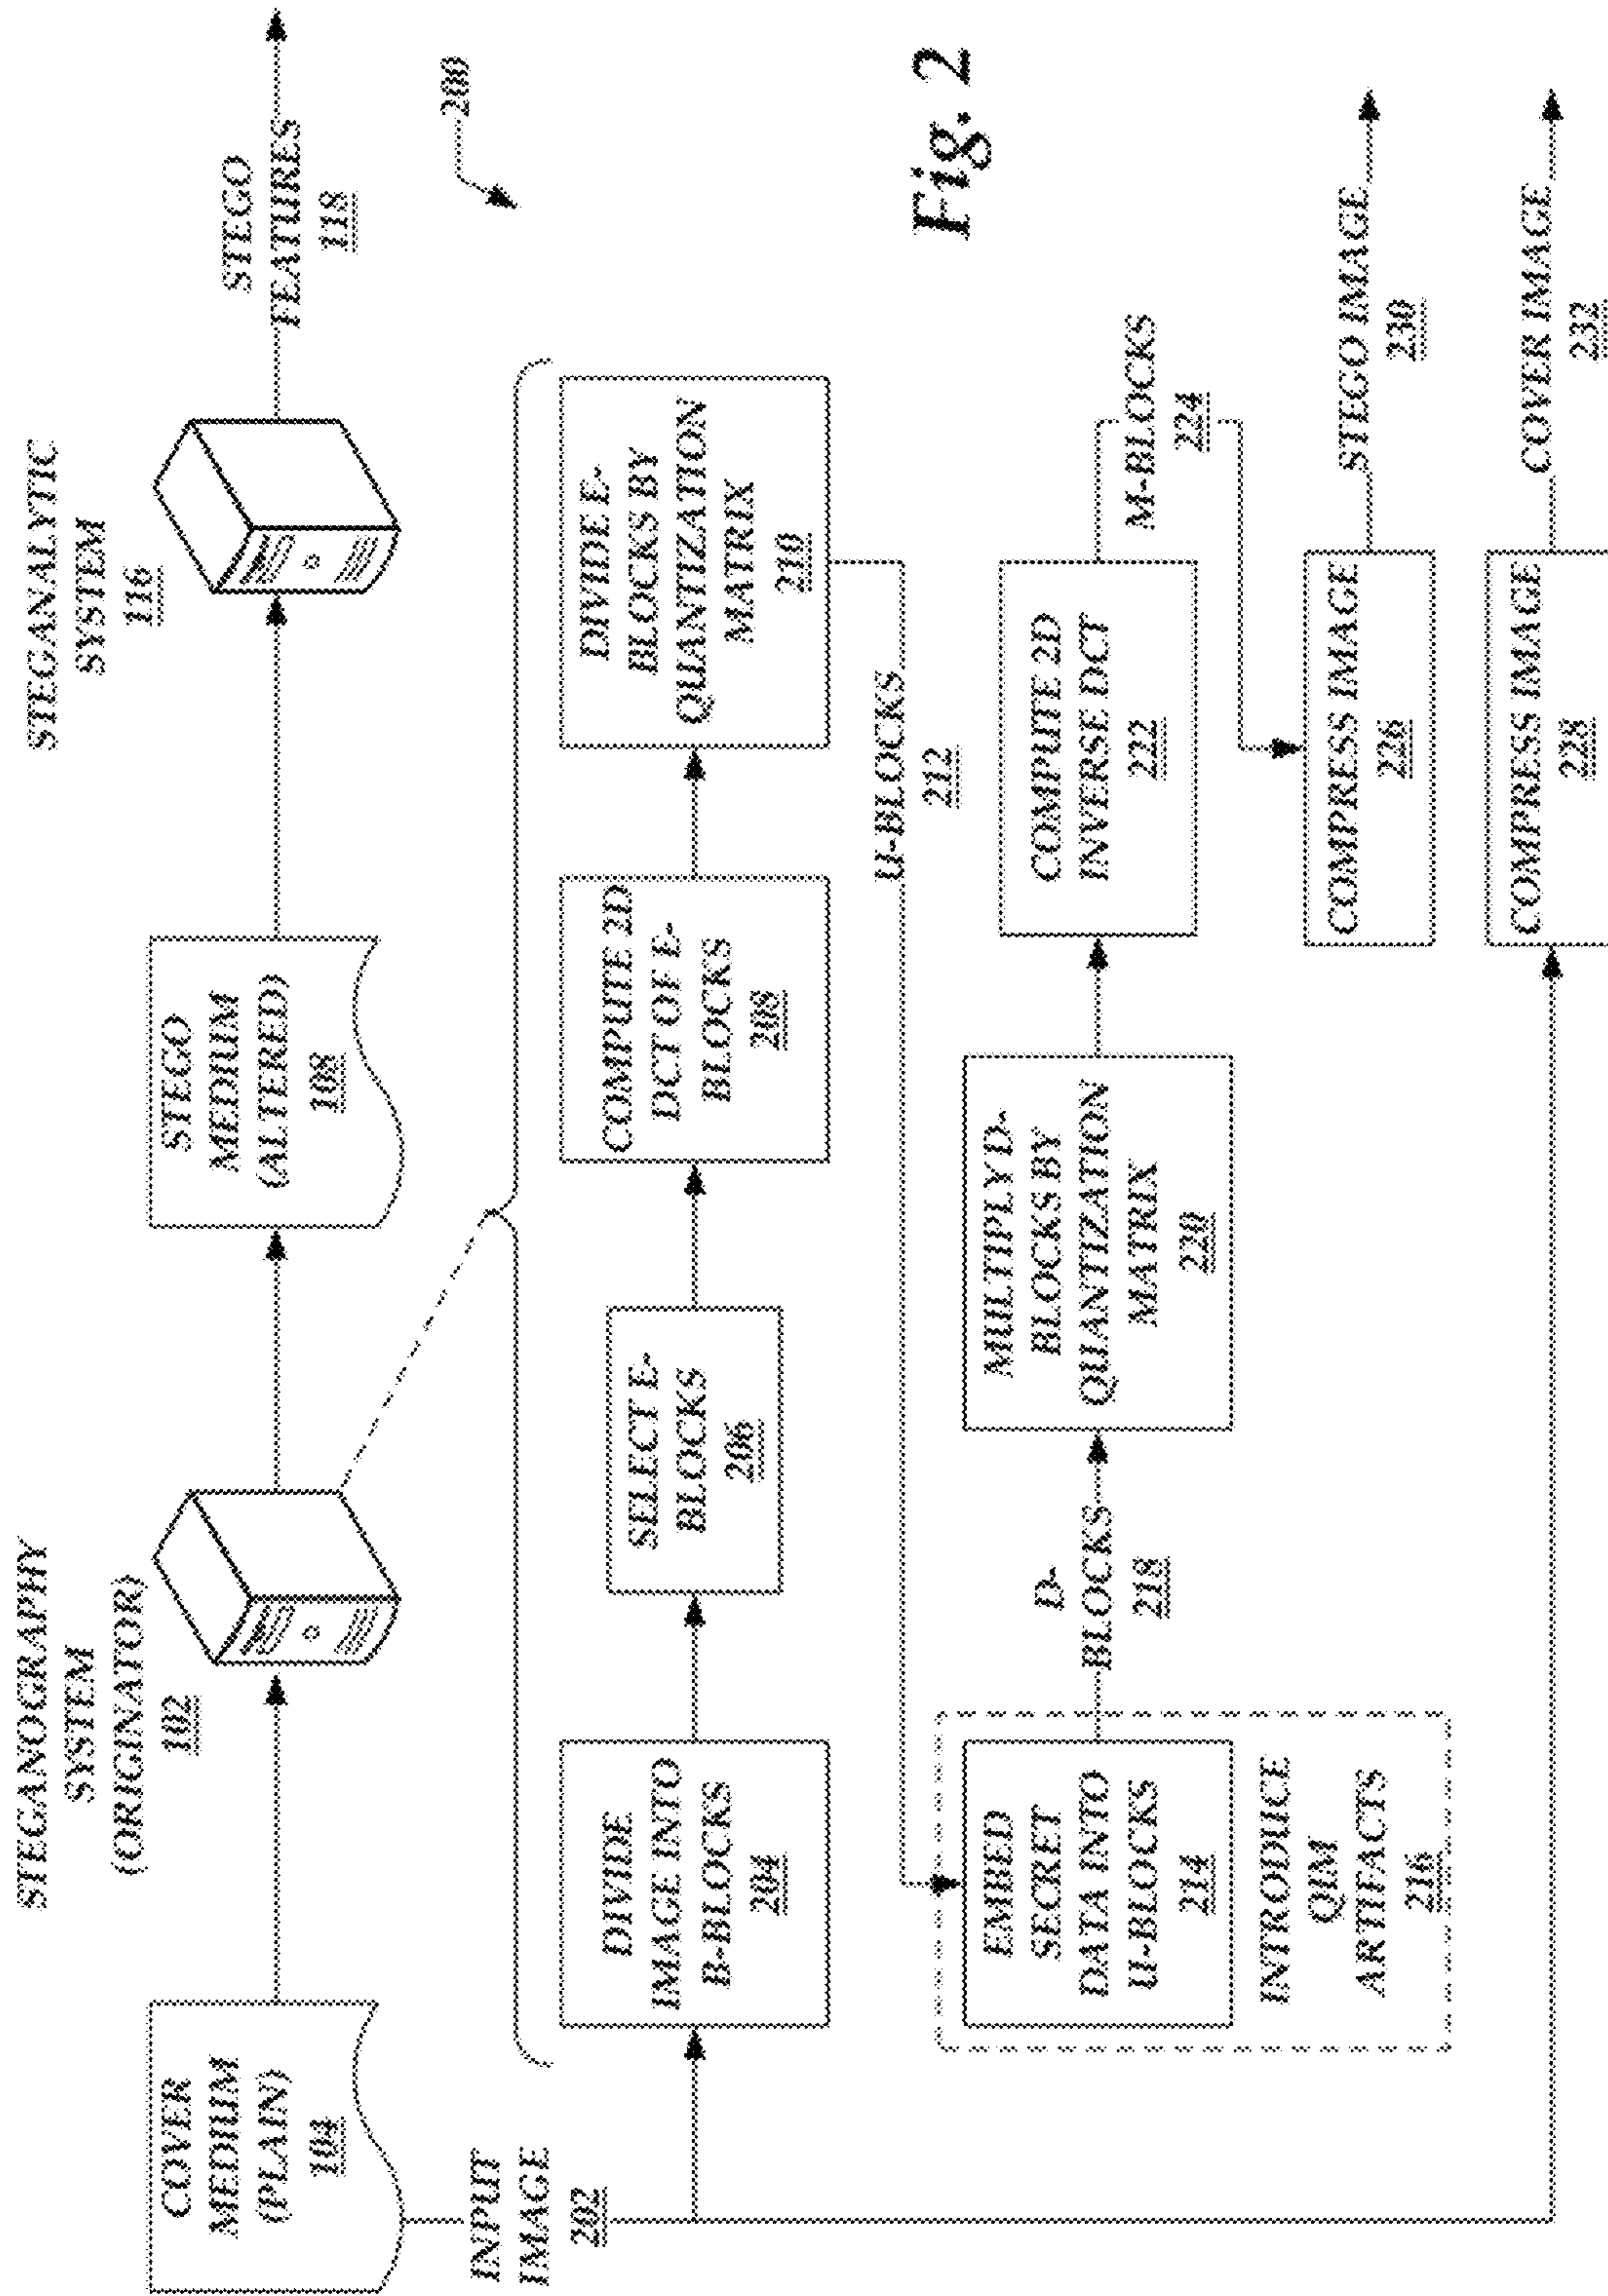 STEGANOGRAPHY
SYSTEM
(ORIGINATOR)
102
STEGANALYTIC
SYSTEM
116
COVER
MEDIUM
(PLAIN)
104
STEGO
MEDIUM
(ALTERED)
108
STEGO
FEATURES
118
200
INPUT
IMAGE
202
DIVIDE
IMAGE INTO
B-BLOCKS
204
SELECT E-
BLOCKS
206
COMPUTE 2D
DCT OF E-
BLOCKS
208
DIVIDE E-
BLOCKS BY
QUANTIZATION
MATRIX
210
U-BLOCKS
212
Fig. 2
EMBED
SECRET
DATA INTO
U-BLOCKS
214
INTRODUCE
QIM
ARTIFACTS
216
D-
BLOCKS
218
MULTIPLY D-
BLOCKS BY
QUANTIZATION
MATRIX
220
COMPUTE 2D
INVERSE DCT
222
M-BLOCKS
224
COMPRESS IMAGE
226
STEGO IMAGE
230
COMPRESS IMAGE
228
COVER IMAGE
232